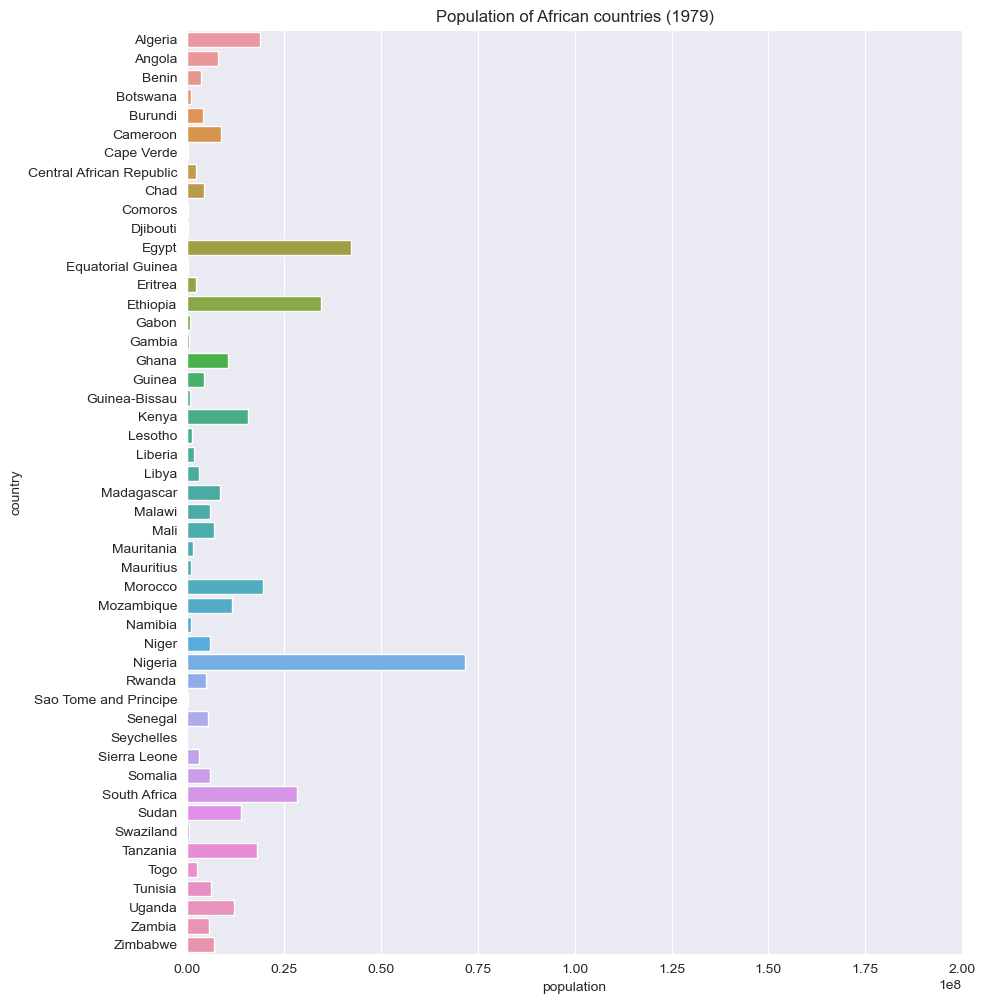 Population of African countries (1979)
Algeria
Angola
Benin
Botswana
Burundi
Cameroon
Cape Verde
Central African Republic
Chad
Comoros
Djibouti
Egypt
Equatorial Guinea
Eritrea
Ethiopia
Gabon
Gambia
Ghana
Guinea
Guinea-Bissau
Kenya
Lesotho
Liberia
Libya
Madagascar
Malawi
Mali
Mauritania
Mauritius
Morocco
Mozambique
Namibia
Niger
Nigeria
Rwanda
Sao Tome and Principe
Senegal
Seychelles
Sierra Leone
Somalia
South Africa
Sudan
Swaziland
Tanzania
Togo
Tunisia
Uganda
Zambia
Zimbabwe
country
0.00 0.25 0.50 0.75 1.00 1.25 1.50 1.75 2.00
1e8
population